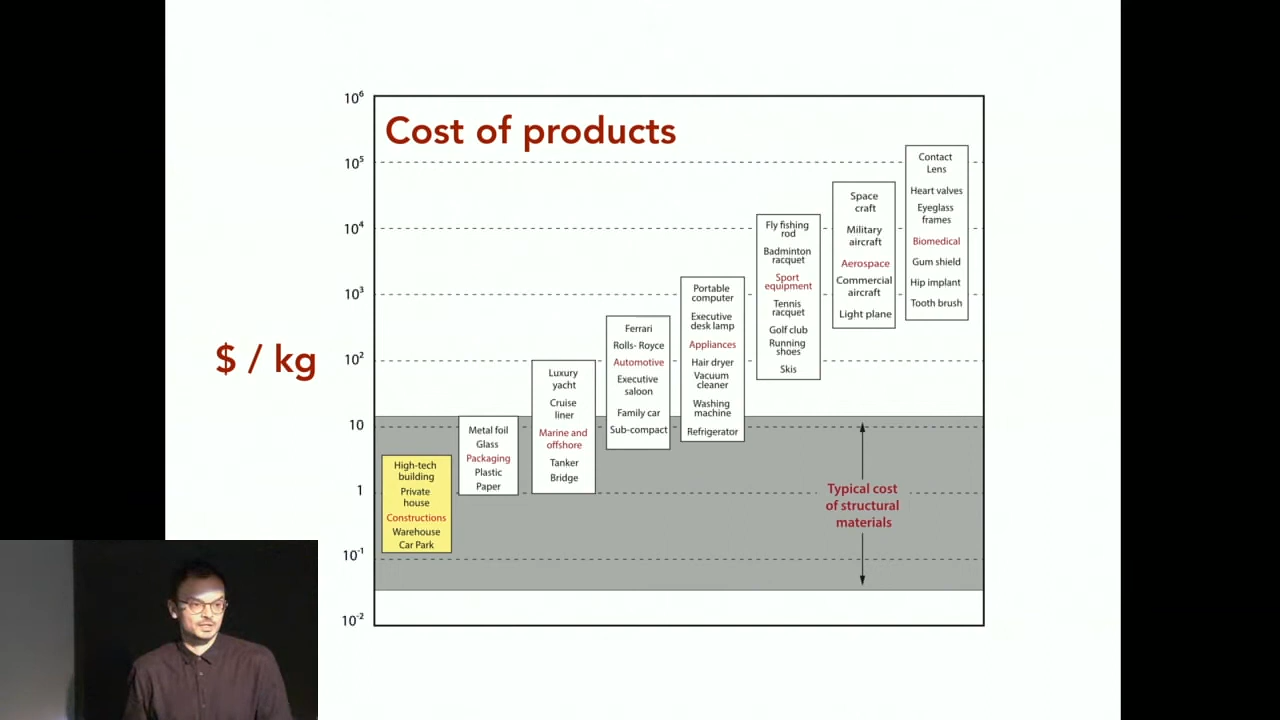 Cost of products
$ / kg
10⁶
10⁵
10⁴
10³
10²
10
1
10⁻¹
10⁻²
High-tech
building
Private
house
Constructions
Warehouse
Car Park
Metal foil
Glass
Packaging
Plastic
Paper
Luxury
yacht
Cruise
liner
Marine and
offshore
Tanker
Bridge
Ferrari
Rolls- Royce
Automotive
Executive
saloon
Family car
Sub-compact
Portable
computer
Executive
desk lamp
Appliances
Hair dryer
Vacuum
cleaner
Washing
machine
Refrigerator
Fly fishing
rod
Badminton
racquet
Sport
equipment
Tennis
racquet
Golf club
Running
shoes
Skis
Space
craft
Military
aircraft
Aerospace
Commercial
aircraft
Light plane
Contact
Lens
Heart valves
Eyeglass
frames
Biomedical
Gum shield
Hip implant
Tooth brush
Typical cost
of structural
materials